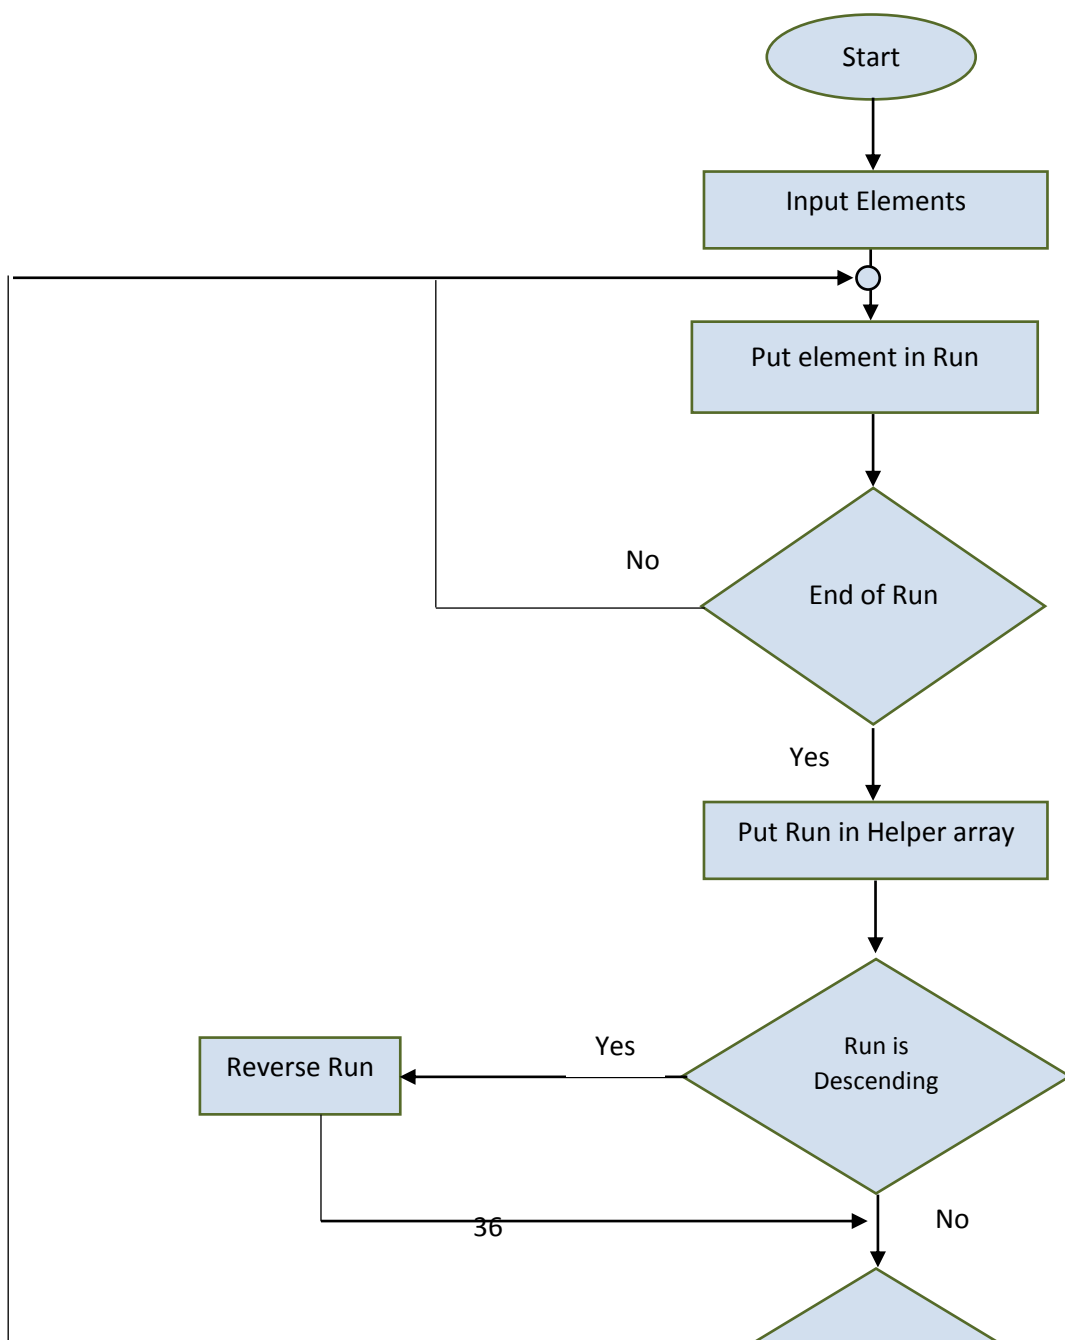 Start
Input Elements
Put element in Run
No
End of Run
Yes
Put Run in Helper array
Yes
Run is
Descending
Reverse Run
No
36